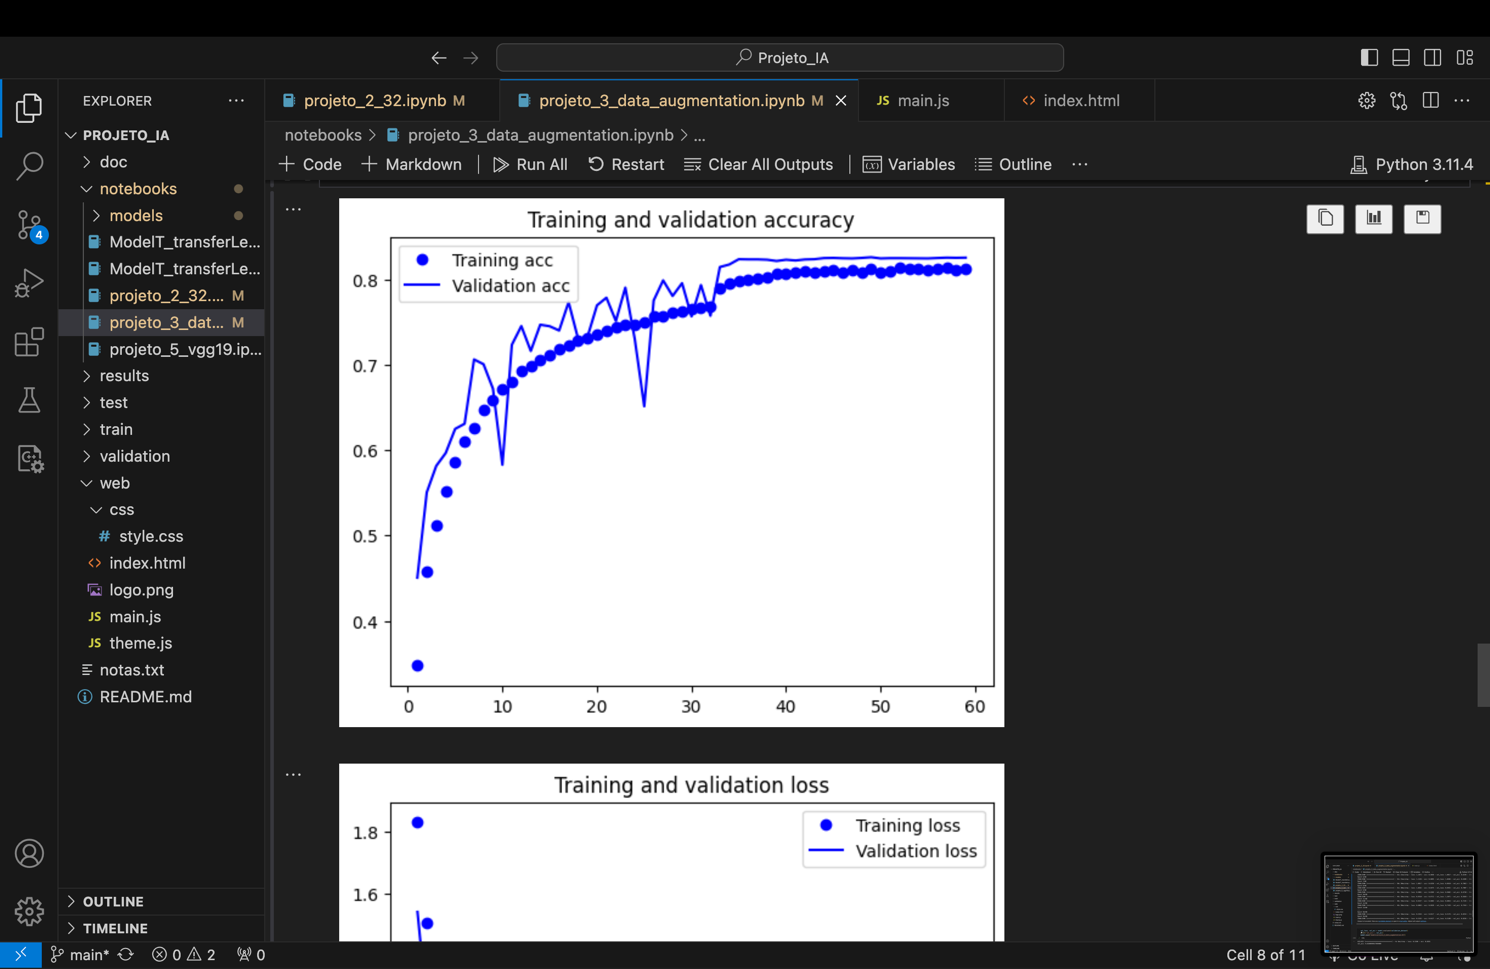 Projeto_IA
EXPLORER
projeto_2_32.ipynb M
projeto_3_data_augmentation.ipynb M
JS main.js
index.html
PROJETO_IA
notebooks > projeto_3_data_augmentation.ipynb > ...
doc
Code
Markdown
Run All
Restart
Clear All Outputs
Variables
Outline
Python 3.11.4
notebooks
models
ModelT_transferLe...
ModelT_transferLe...
projeto_2_32.... M
projeto_3_dat... M
projeto_5_vgg19.ip...
results
test
train
validation
web
css
# style.css
index.html
logo.png
JS main.js
JS theme.js
notas.txt
README.md
4
Training and validation accuracy
Training acc
Validation acc
0.8
0.7
0.6
0.5
0.4
0 10 20 30 40 50 60
Training and validation loss
Training loss
Validation loss
1.8
1.6
OUTLINE
TIMELINE
main*
0
2
0
Cell 8 of 11